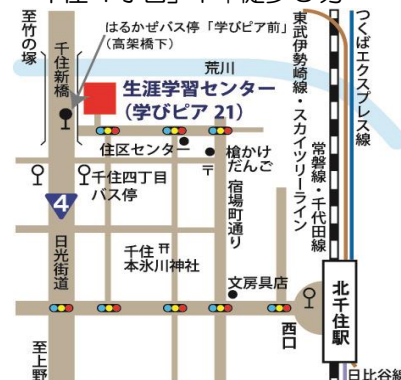 至竹の塚
千住新橋
はるかぜバス停「学びピア前」
（高架橋下）
荒川
生涯学習センター
（学びピア21）
東武伊勢崎線・スカイツリーライン
つくばエクスプレス線
常磐線・千代田線
住区センター
槍かけ
だんご
〒
千住四丁目
バス停
4
日光街道
宿場町通り
千住
本氷川神社
文房具店
北千住駅
西口
至上野
日比谷線